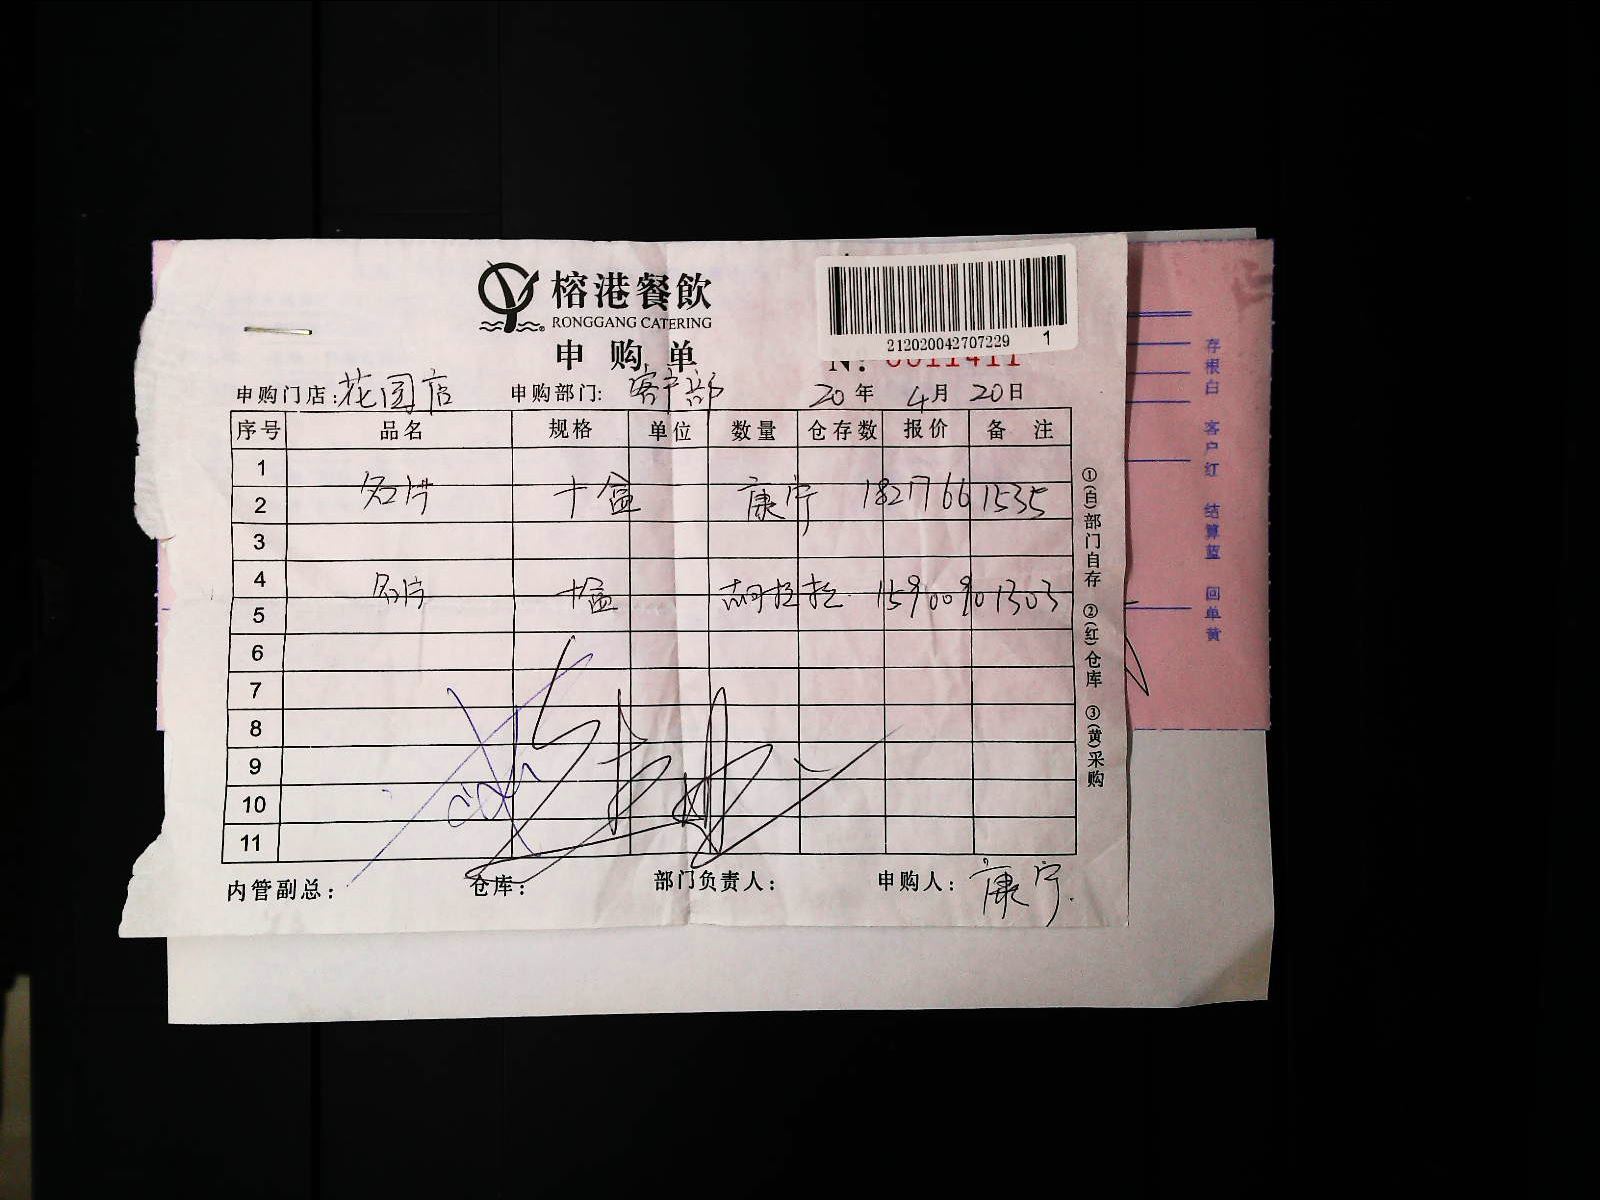 榕港餐飲
RONGGANG CATERING
申购单
212020042707229 1
申购门店:花园店 申购部门:客户部 20年 4月 20日
序号 品名 规格 单位 数量 仓存数 报价 备注
1
2 名片 十盒 康宁 18217661535
3
4
5 名片 十盒 胡拉拉 15900901303
6
7
8
9
10
11
内管副总: 仓库: 部门负责人: 申购人:康宁
①(白)部门自存 ②(红)仓库 ③(黄)采购
存根白 客户红 结算蓝 回单黄